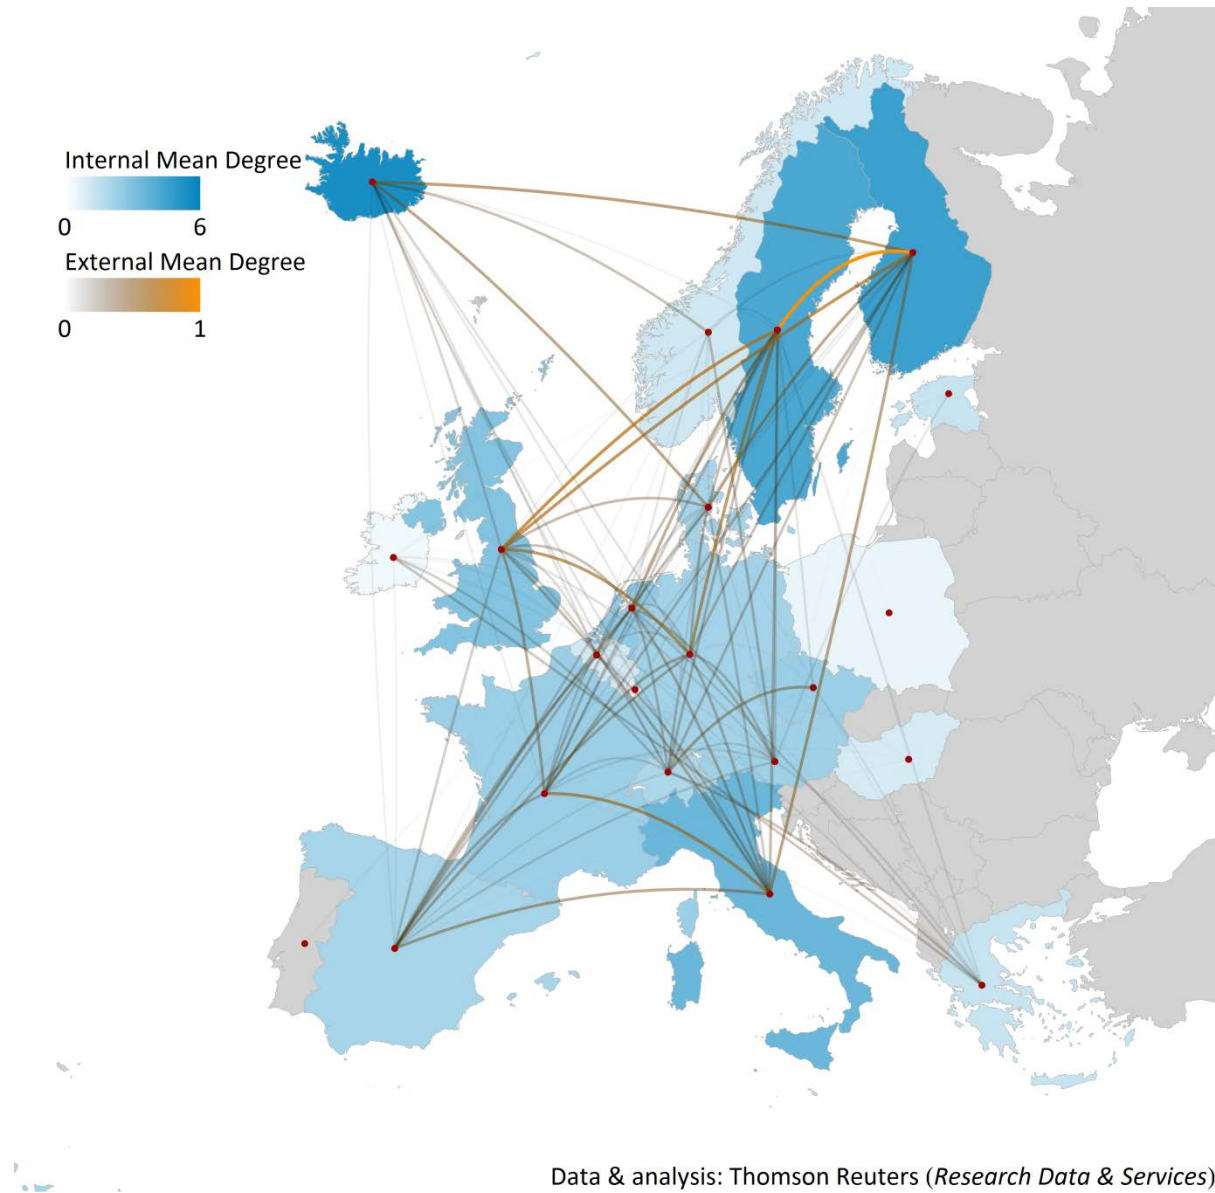 Internal Mean Degree
0 6
External Mean Degree
0 1
Data & analysis: Thomson Reuters (Research Data & Services)